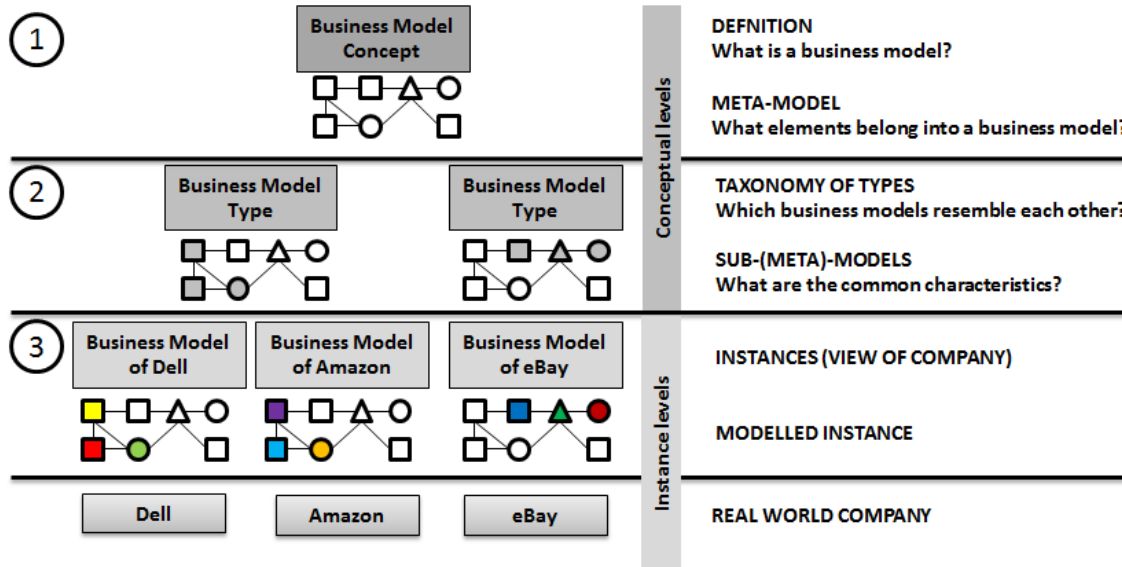 1
Business Model
Concept
DEFNITION
What is a business model?
META-MODEL
What elements belong into a business model?
Conceptual levels
2
Business Model
Type
Business Model
Type
TAXONOMY OF TYPES
Which business models resemble each other?
SUB-(META)-MODELS
What are the common characteristics?
3
Business Model
of Dell
Business Model
of Amazon
Business Model
of eBay
Instance levels
INSTANCES (VIEW OF COMPANY)
MODELLED INSTANCE
Dell
Amazon
eBay
REAL WORLD COMPANY